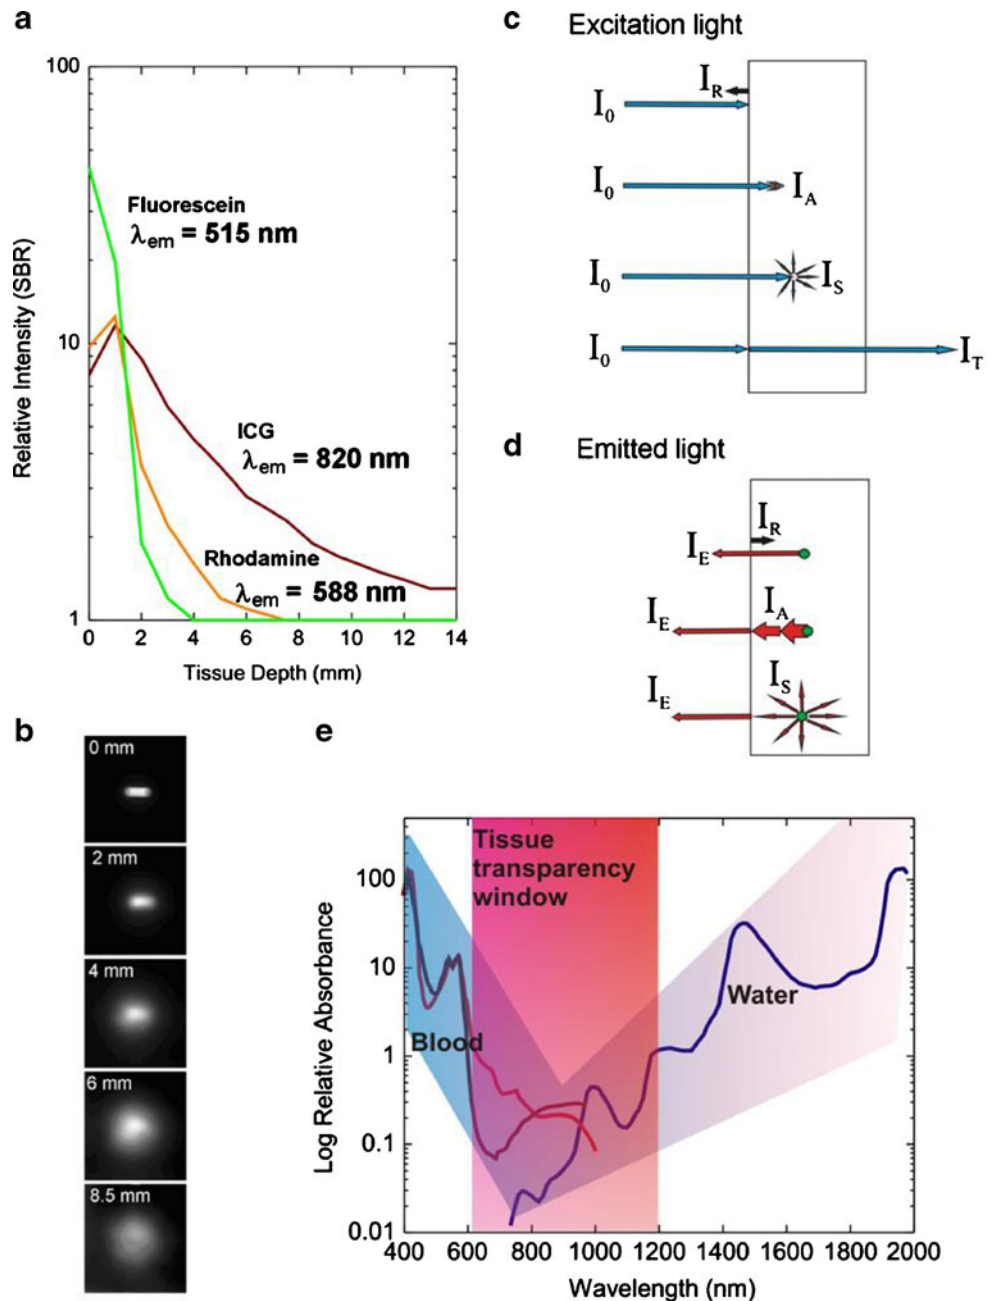 a
100
10
1
Relative Intensity (SBR)
Fluorescein
λem = 515 nm
ICG
λem = 820 nm
Rhodamine
λem = 588 nm
0 2 4 6 8 10 12 14
Tissue Depth (mm)
b
0 mm
2 mm
4 mm
6 mm
8.5 mm
c Excitation light
IR
I0
I0 IA
I0 IS
I0 IT
d Emitted light
IR
IE
IA
IE
IS
IE
e
Log Relative Absorbance
100
10
1
0.1
0.01
Tissue
transparency
window
Blood
Water
400 600 800 1000 1200 1400 1600 1800 2000
Wavelength (nm)